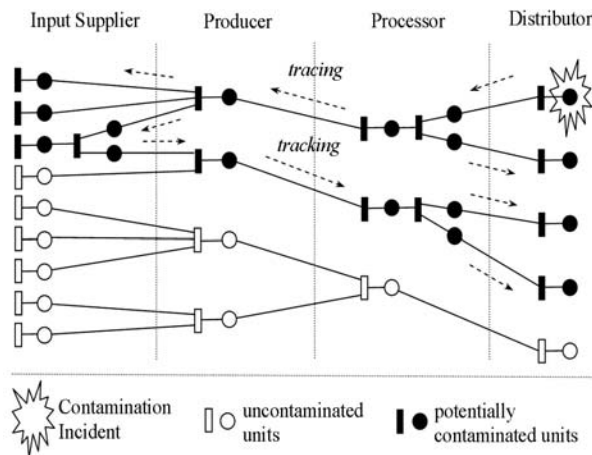 Input Supplier Producer Processor Distributor
tracing
tracking
Contamination
Incident
uncontaminated
units
potentially
contaminated units